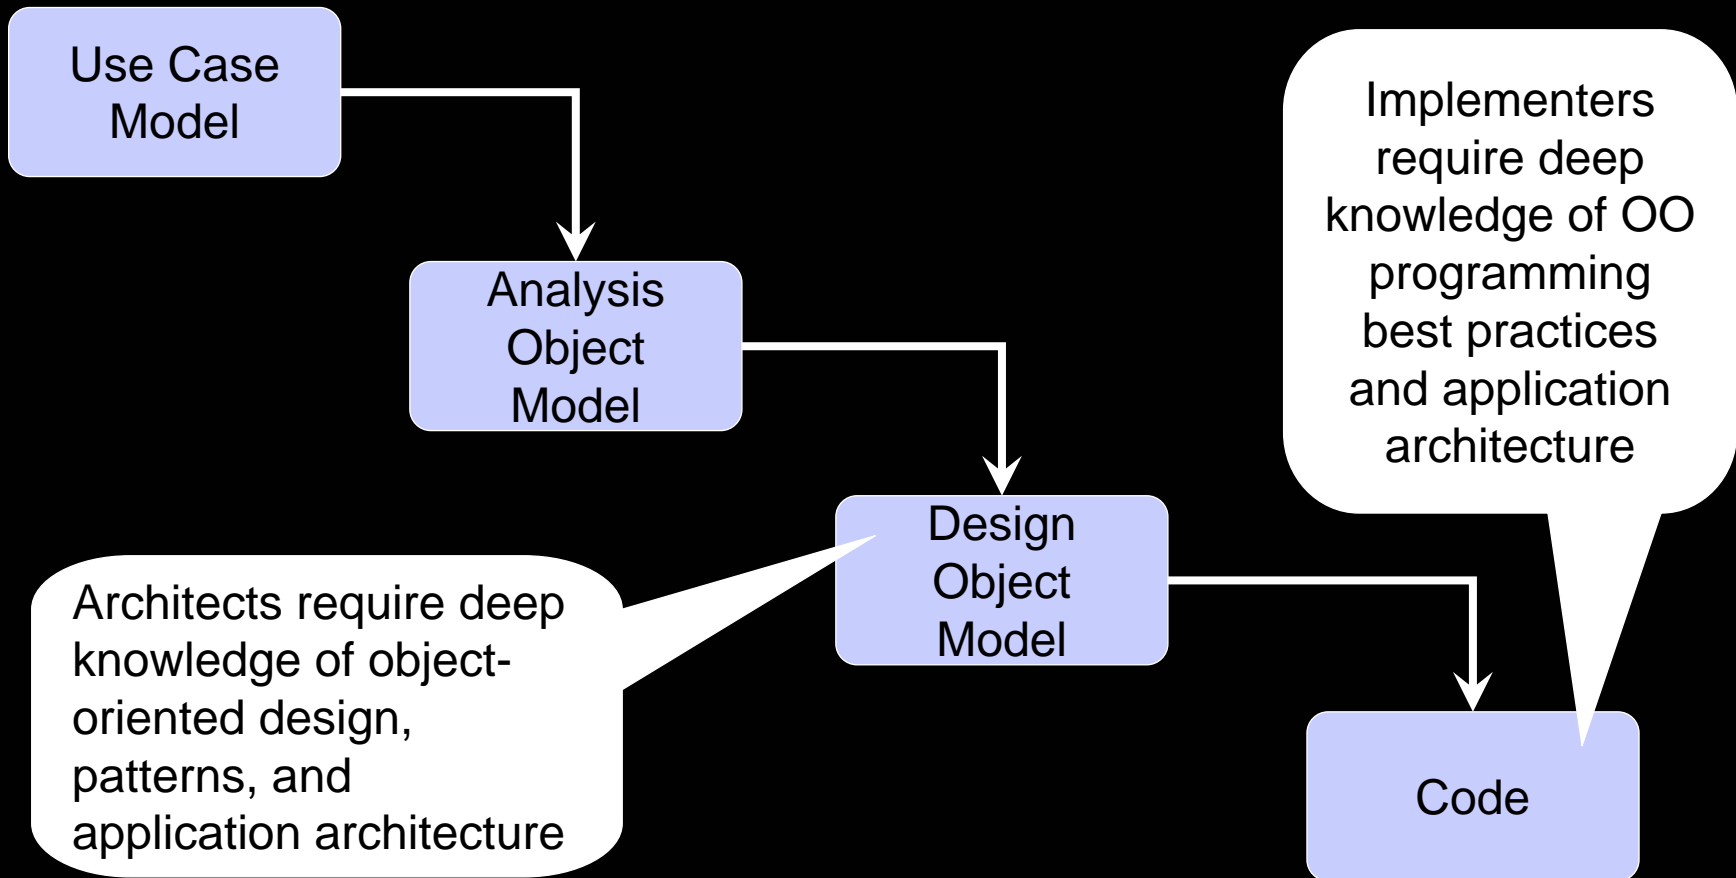 Use Case
Model
Analysis
Object
Model
Design
Object
Model
Code
Implementers
require deep
knowledge of OO
programming
best practices
and application
architecture
Architects require deep
knowledge of object-
oriented design,
patterns, and
application architecture